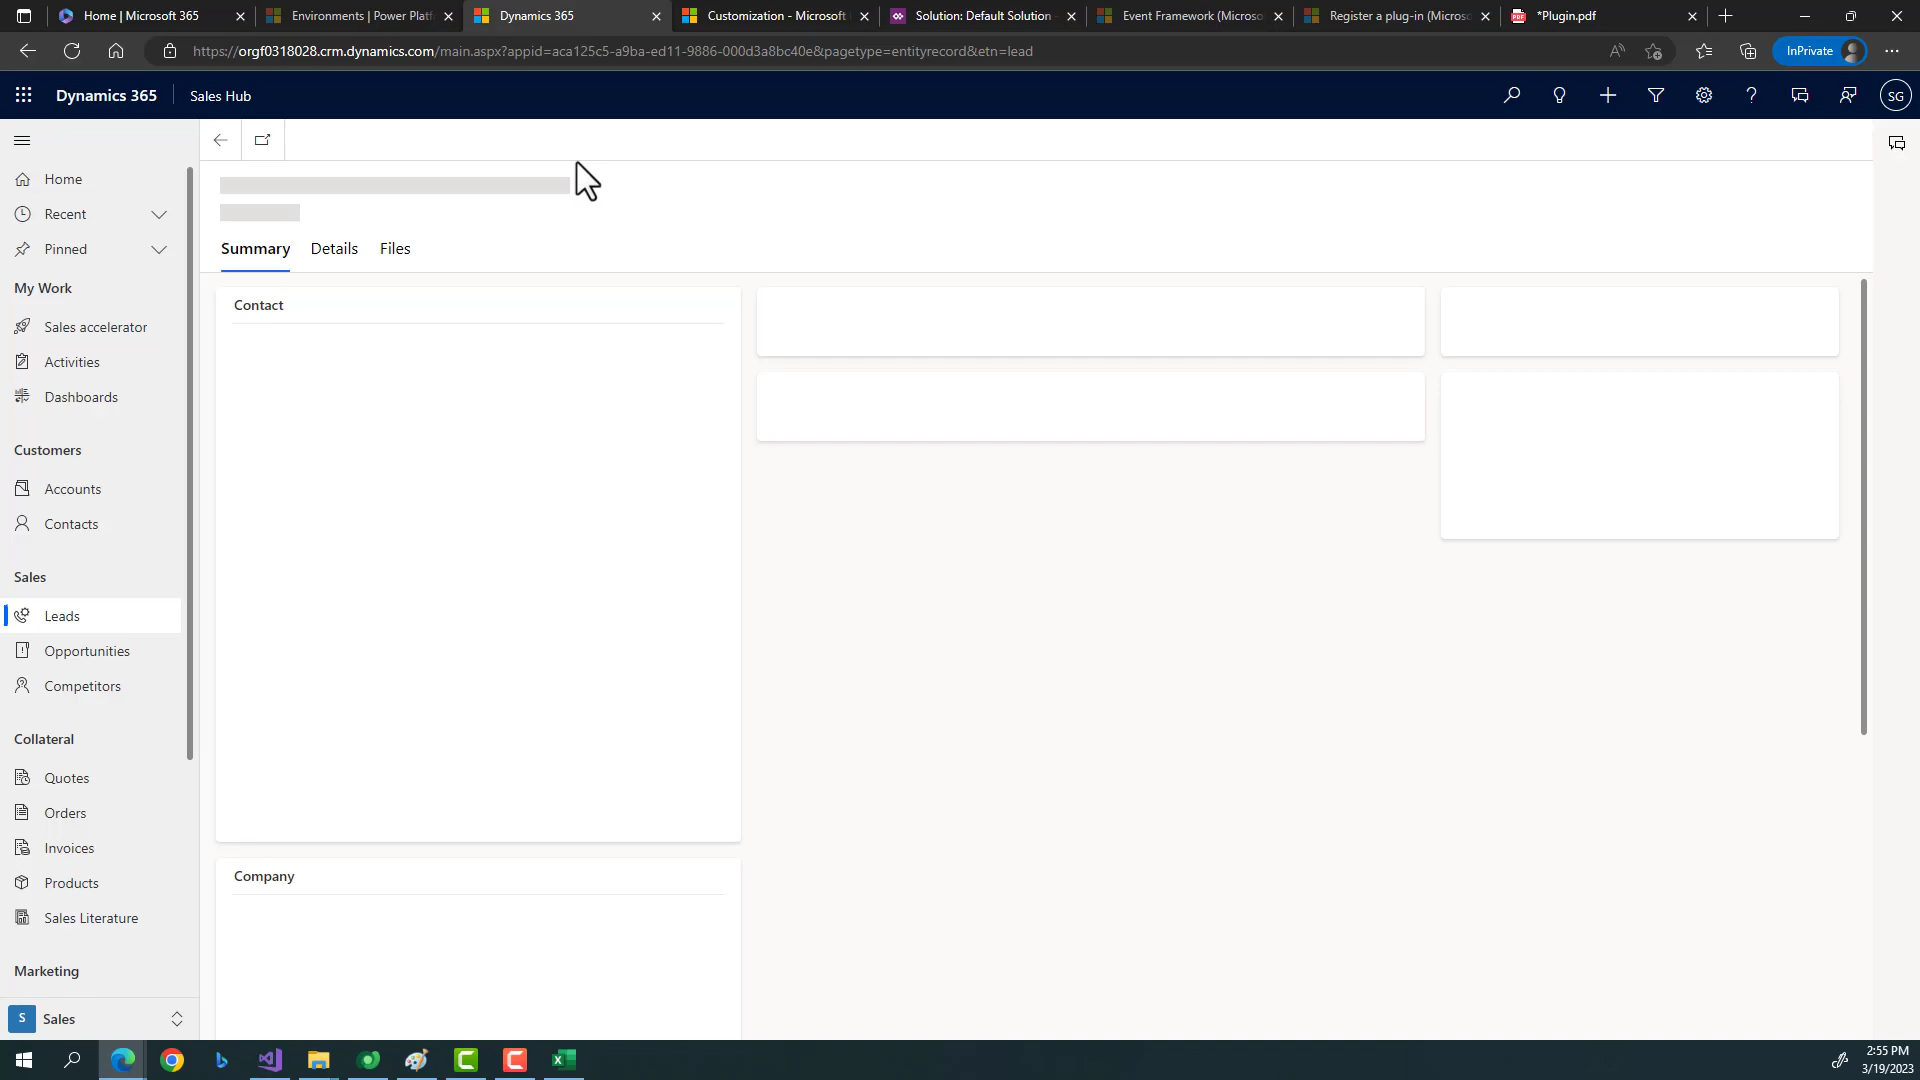 Home | Microsoft 365
Environments | Power Platf
Dynamics 365
Customization - Microsoft
Solution: Default Solution -
Event Framework (Microso
Register a plug-in (Microso
*Plugin.pdf
https://orgf0318028.crm.dynamics.com/main.aspx?appid=aca125c5-a9ba-ed11-9886-000d3a8bc40e&pagetype=entityrecord&etn=lead
InPrivate
Dynamics 365
Sales Hub
SG
Home
Recent
Pinned
My Work
Sales accelerator
Activities
Dashboards
Customers
Accounts
Contacts
Sales
Leads
Opportunities
Competitors
Collateral
Quotes
Orders
Invoices
Products
Sales Literature
Marketing
S
Sales
Summary
Details
Files
Contact
Company
2:55 PM
3/19/2023